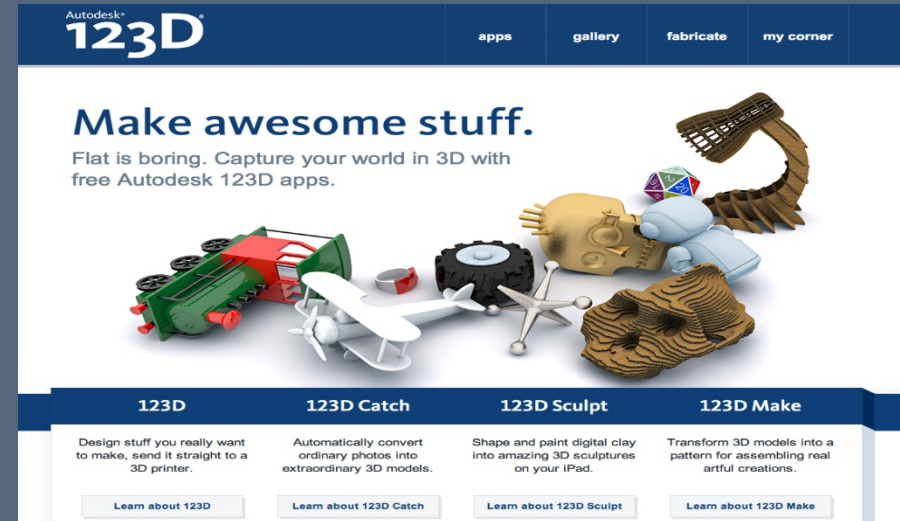 Autodesk®
123D®
apps gallery fabricate my corner
Make awesome stuff.
Flat is boring. Capture your world in 3D with
free Autodesk 123D apps.
20
123D
Design stuff you really want
to make, send it straight to a
3D printer.
Learn about 123D
123D Catch
Automatically convert
ordinary photos into
extraordinary 3D models.
Learn about 123D Catch
123D Sculpt
Shape and paint digital clay
into amazing 3D sculptures
on your iPad.
Learn about 123D Sculpt
123D Make
Transform 3D models into a
pattern for assembling real
artful creations.
Learn about 123D Make